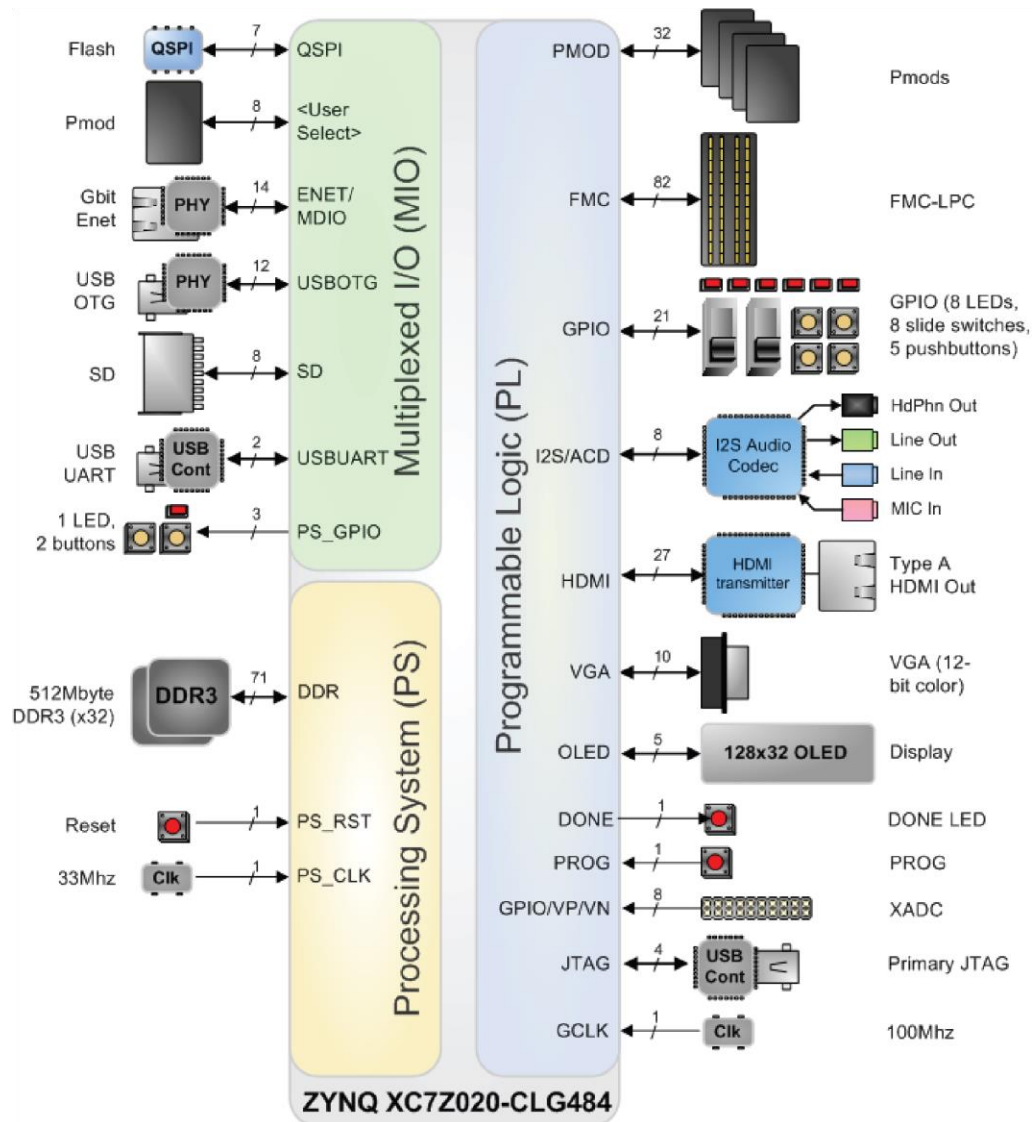 Flash
QSPI
7
QSPI
Pmod
8
<User
Select>
Gbit
Enet
PHY
14
ENET/
MDIO
USB
OTG
PHY
12
USBOTG
SD
8
SD
USB
UART
USB
Cont
2
USBUART
1 LED,
2 buttons
3
PS_GPIO
Multiplexed I/O (MIO)
512Mbyte
DDR3 (x32)
DDR3
71
DDR
Reset
1
PS_RST
33Mhz
Clk
1
PS_CLK
Processing System (PS)
Programmable Logic (PL)
PMOD
32
Pmods
FMC
82
FMC-LPC
GPIO
21
GPIO (8 LEDs,
8 slide switches,
5 pushbuttons)
I2S/ACD
8
I2S Audio
Codec
HdPhn Out
Line Out
Line In
MIC In
HDMI
27
HDMI
transmitter
Type A
HDMI Out
VGA
10
VGA (12-
bit color)
OLED
5
128x32 OLED
Display
DONE
1
DONE LED
PROG
1
PROG
GPIO/VP/VN
8
XADC
JTAG
4
USB
Cont
Primary JTAG
GCLK
1
Clk
100Mhz
ZYNQ XC7Z020-CLG484